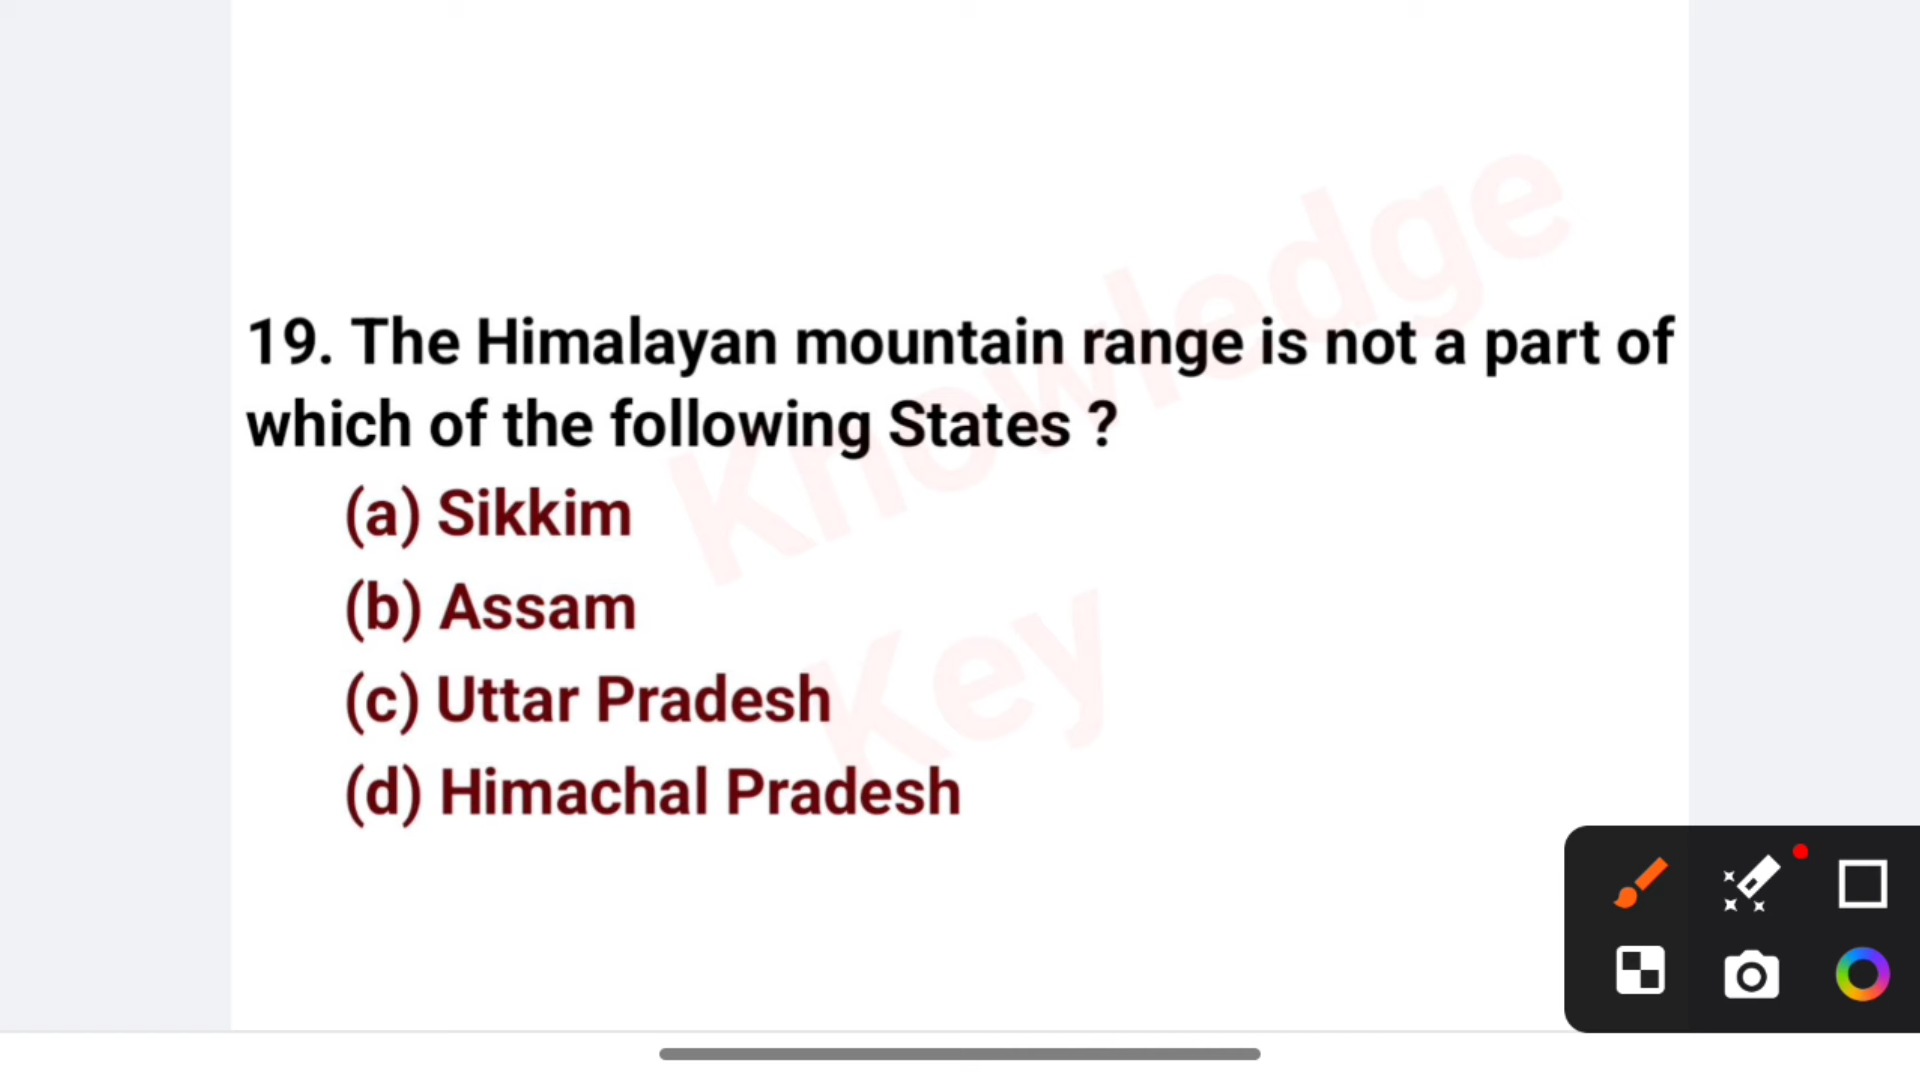 19. The Himalayan mountain range is not a part of
which of the following States ?
(a) Sikkim
(b) Assam
(c) Uttar Pradesh
(d) Himachal Pradesh
Knowledge
Key